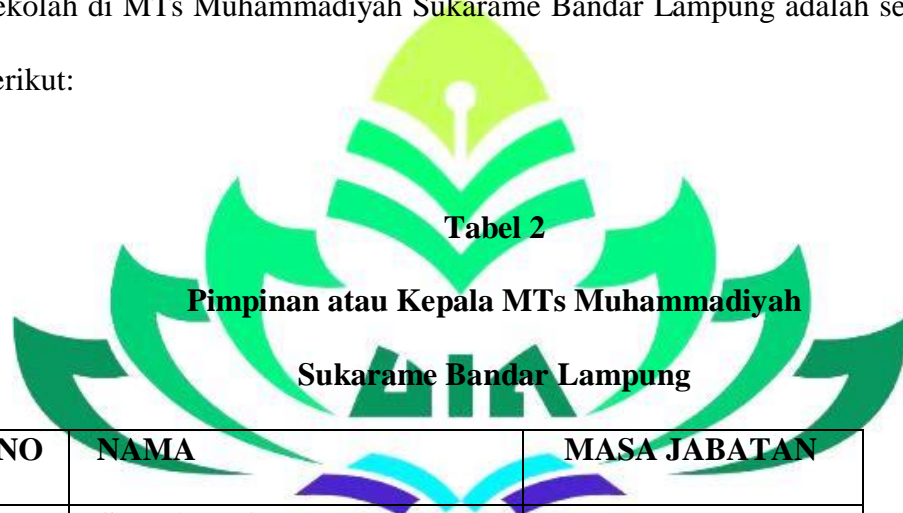 ekolah di MTs Muhammadiyah Sukarame Bandar Lampung adalah se
erikut:
Tabel 2
Pimpinan atau Kepala MTs Muhammadiyah
Sukarame Bandar Lampung
NO NAMA MASA JABATAN